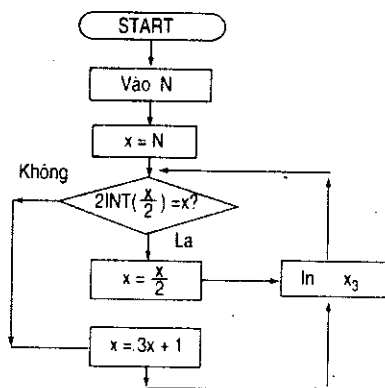 START
Vào N
x = N
Không
2INT(x/2) = x?
La
x = x/2
In x₃
x = .3x + 1